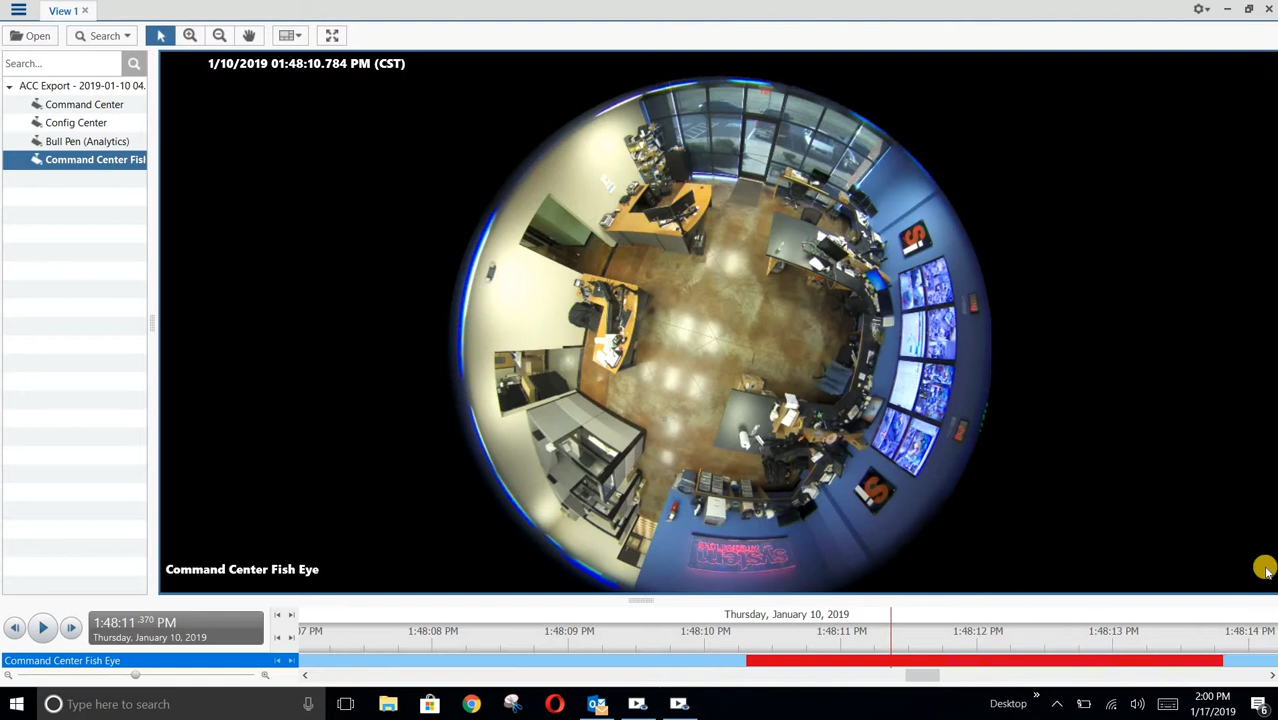 View 1
Open
Search
1/10/2019 01:48:10.784 PM (CST)
Search...
ACC Export - 2019-01-10 04.
Command Center
Config Center
Bull Pen (Analytics)
Command Center Fisl
Command Center Fish Eye
Thursday, January 10, 2019
1:48:11.370 PM
Thursday, January 10, 2019
07 PM 1:48:08 PM 1:48:09 PM 1:48:10 PM 1:48:11 PM 1:48:12 PM 1:48:13 PM 1:48:14 PM
Command Center Fish Eye
Type here to search
Desktop
2:00 PM
1/17/2019
6